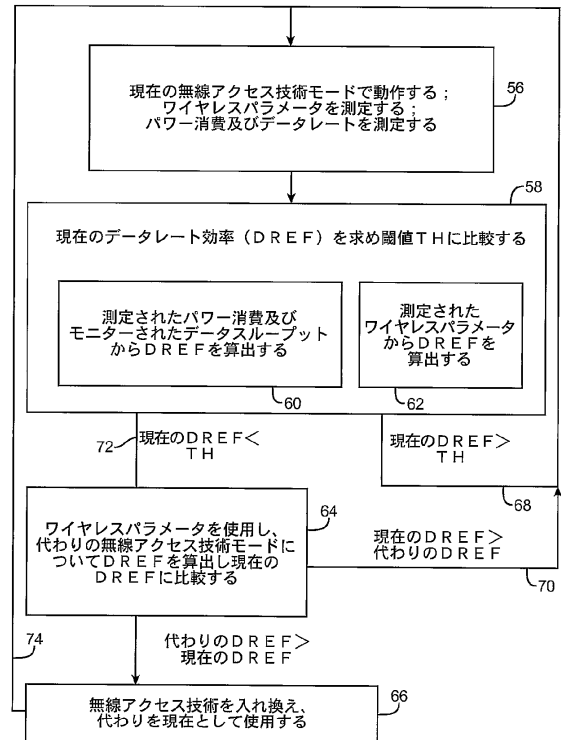 現在の無線アクセス技術モードで動作する；
ワイヤレスパラメータを測定する；
パワー消費及びデータレートを測定する
56
58
現在のデータレート効率（ＤＲＥＦ）を求め閾値ＴＨに比較する
測定されたパワー消費及び
モニターされたデータスループット
からＤＲＥＦを算出する
60
測定された
ワイヤレスパラメータ
からＤＲＥＦを
算出する
62
72
現在のＤＲＥＦ＜
ＴＨ
現在のＤＲＥＦ＞
ＴＨ
68
64
ワイヤレスパラメータを使用し、
代わりの無線アクセス技術モードに
ついてＤＲＥＦを算出し現在の
ＤＲＥＦに比較する
現在のＤＲＥＦ＞
代わりのＤＲＥＦ
70
74
代わりのＤＲＥＦ＞
現在のＤＲＥＦ
66
無線アクセス技術を入れ換え、
代わりを現在として使用する